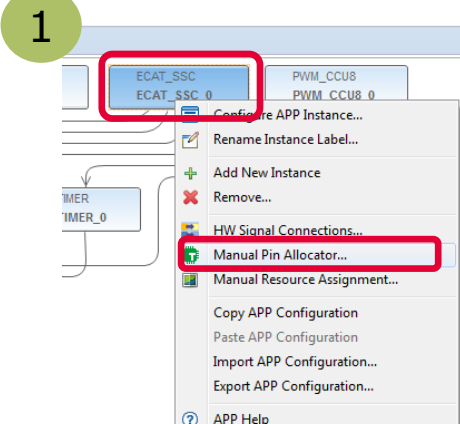 1
ECAT_SSC
ECAT_SSC_0
PWM_CCU8
PWM_CCU8_0
TIMER
TIMER_0
Configure APP Instance...
Rename Instance Label...
Add New Instance
Remove...
HW Signal Connections...
Manual Pin Allocator...
Manual Resource Assignment...
Copy APP Configuration
Paste APP Configuration
Import APP Configuration...
Export APP Configuration...
APP Help